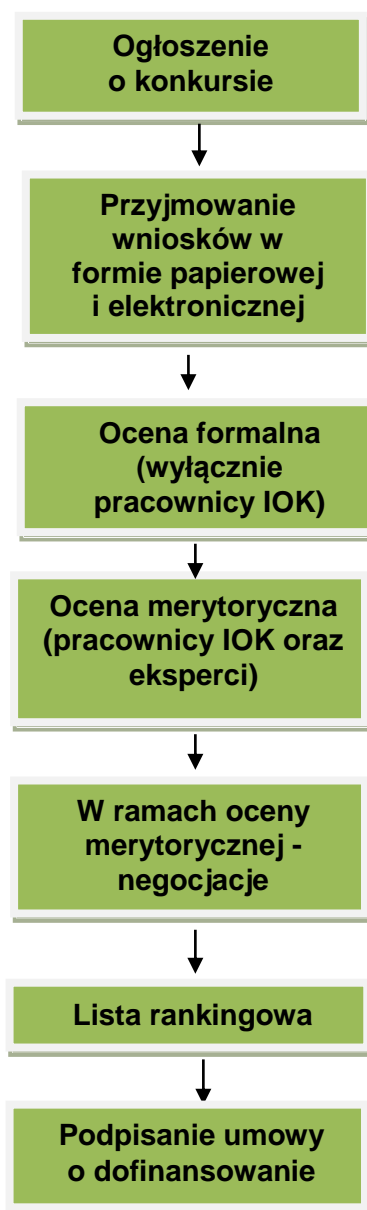 Ogłoszenie
o konkursie
Przyjmowanie
wniosków w
formie papierowej
i elektronicznej
Ocena formalna
(wyłącznie
pracownicy IOK)
Ocena merytoryczna
(pracownicy IOK oraz
eksperci)
W ramach oceny
merytorycznej -
negocjacje
Lista rankingowa
Podpisanie umowy
o dofinansowanie